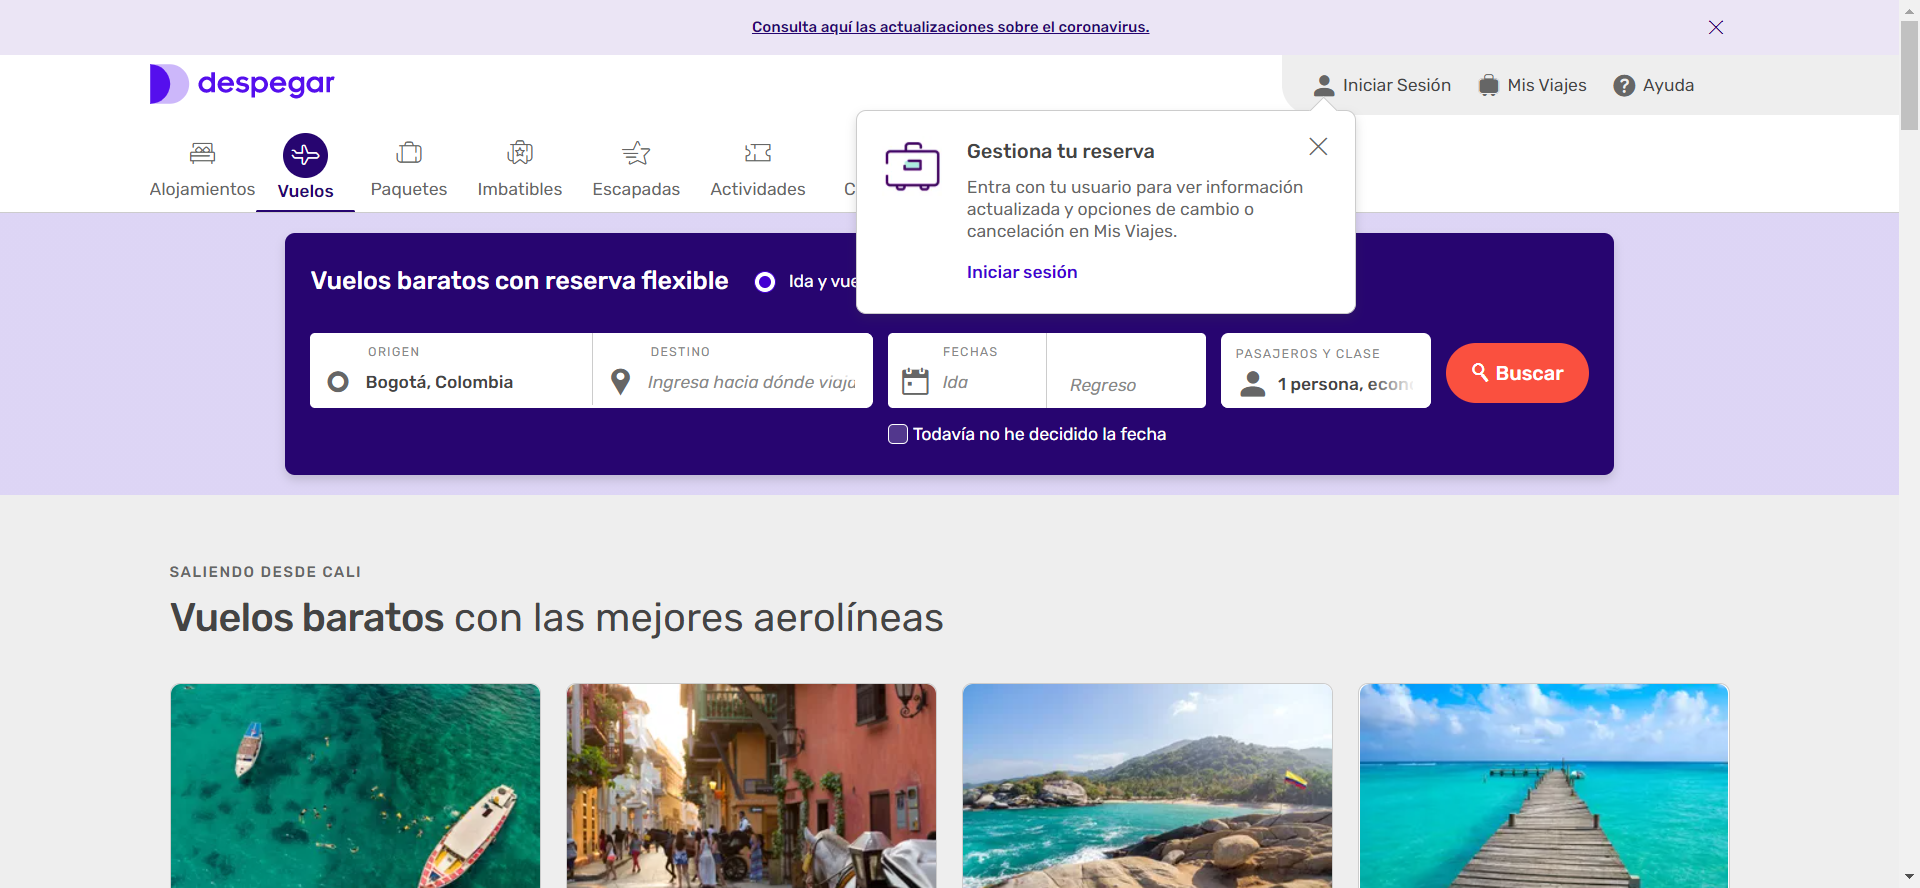 Consulta aquí las actualizaciones sobre el coronavirus.
despegar
Iniciar Sesión
Mis Viajes
Ayuda
Alojamientos
Vuelos
Paquetes
Imbatibles
Escapadas
Actividades
Gestiona tu reserva
Entra con tu usuario para ver información
actualizada y opciones de cambio o
cancelación en Mis Viajes.
Iniciar sesión
Vuelos baratos con reserva flexible
Ida y vue
ORIGEN
Bogotá, Colombia
DESTINO
Ingresa hacia dónde viaja
FECHAS
Ida
Regreso
PASAJEROS Y CLASE
1 persona, econ
Buscar
Todavía no he decidido la fecha
SALIENDO DESDE CALI
Vuelos baratos con las mejores aerolíneas